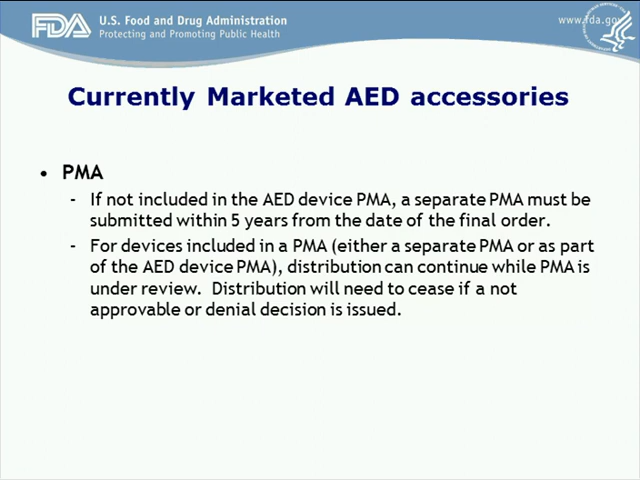 FDA U.S. Food and Drug Administration
Protecting and Promoting Public Health
www.fda.gov
Currently Marketed AED accessories
• PMA
- If not included in the AED device PMA, a separate PMA must be
submitted within 5 years from the date of the final order.
- For devices included in a PMA (either a separate PMA or as part
of the AED device PMA), distribution can continue while PMA is
under review. Distribution will need to cease if a not
approvable or denial decision is issued.